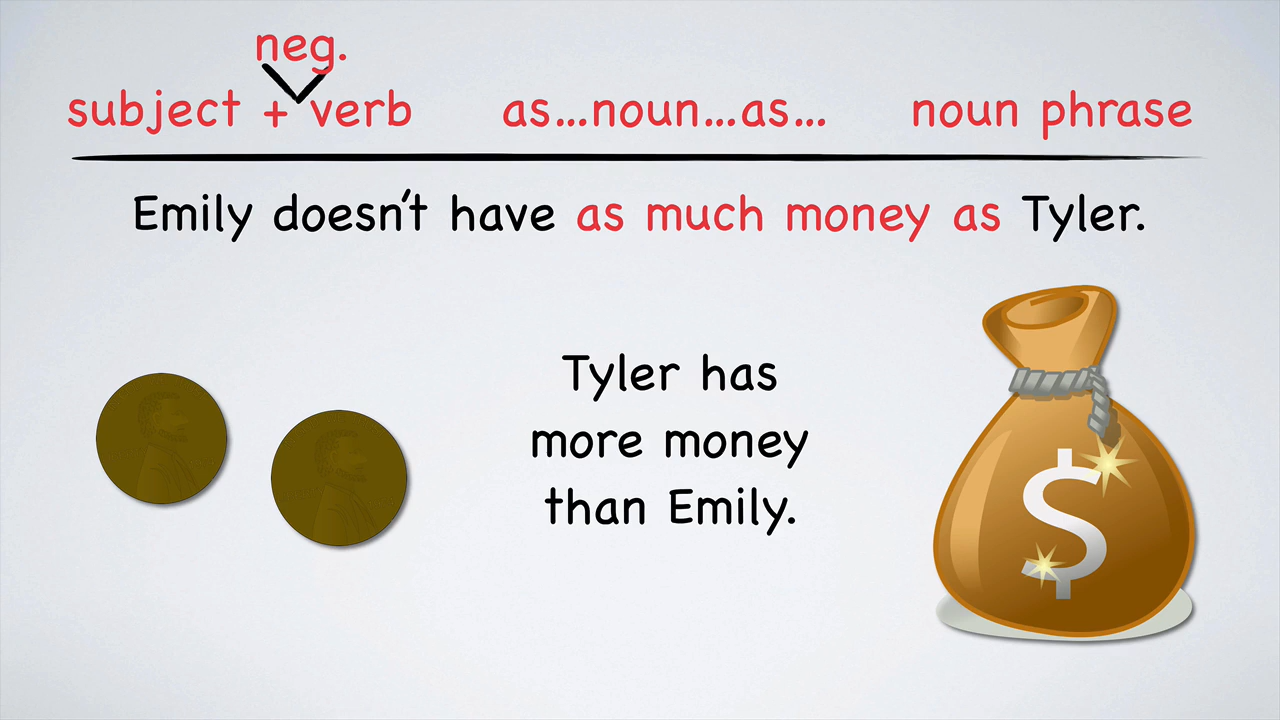 neg.
subject + verb as...noun...as... noun phrase
Emily doesn't have as much money as Tyler.
Tyler has
more money
than Emily.
$